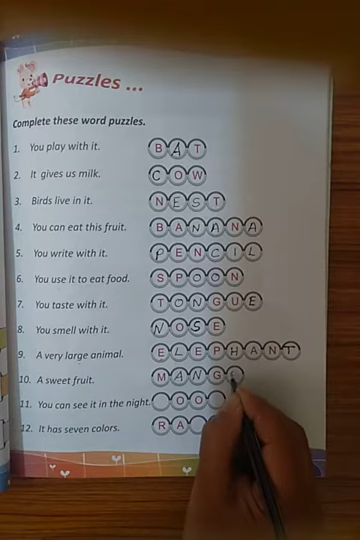 Puzzles ...
Complete these word puzzles.
1. You play with it. BAT
2. It gives us milk. COW
3. Birds live in it. NEST
4. You can eat this fruit. BANANA
5. You write with it. PENCIL
6. You use it to eat food. SPOON
7. You taste with it. TONGUE
8. You smell with it. NOSE
9. A very large animal. ELEPHANT
10. A sweet fruit. MANG
11. You can see it in the night. OO
12. It has seven colors. RA